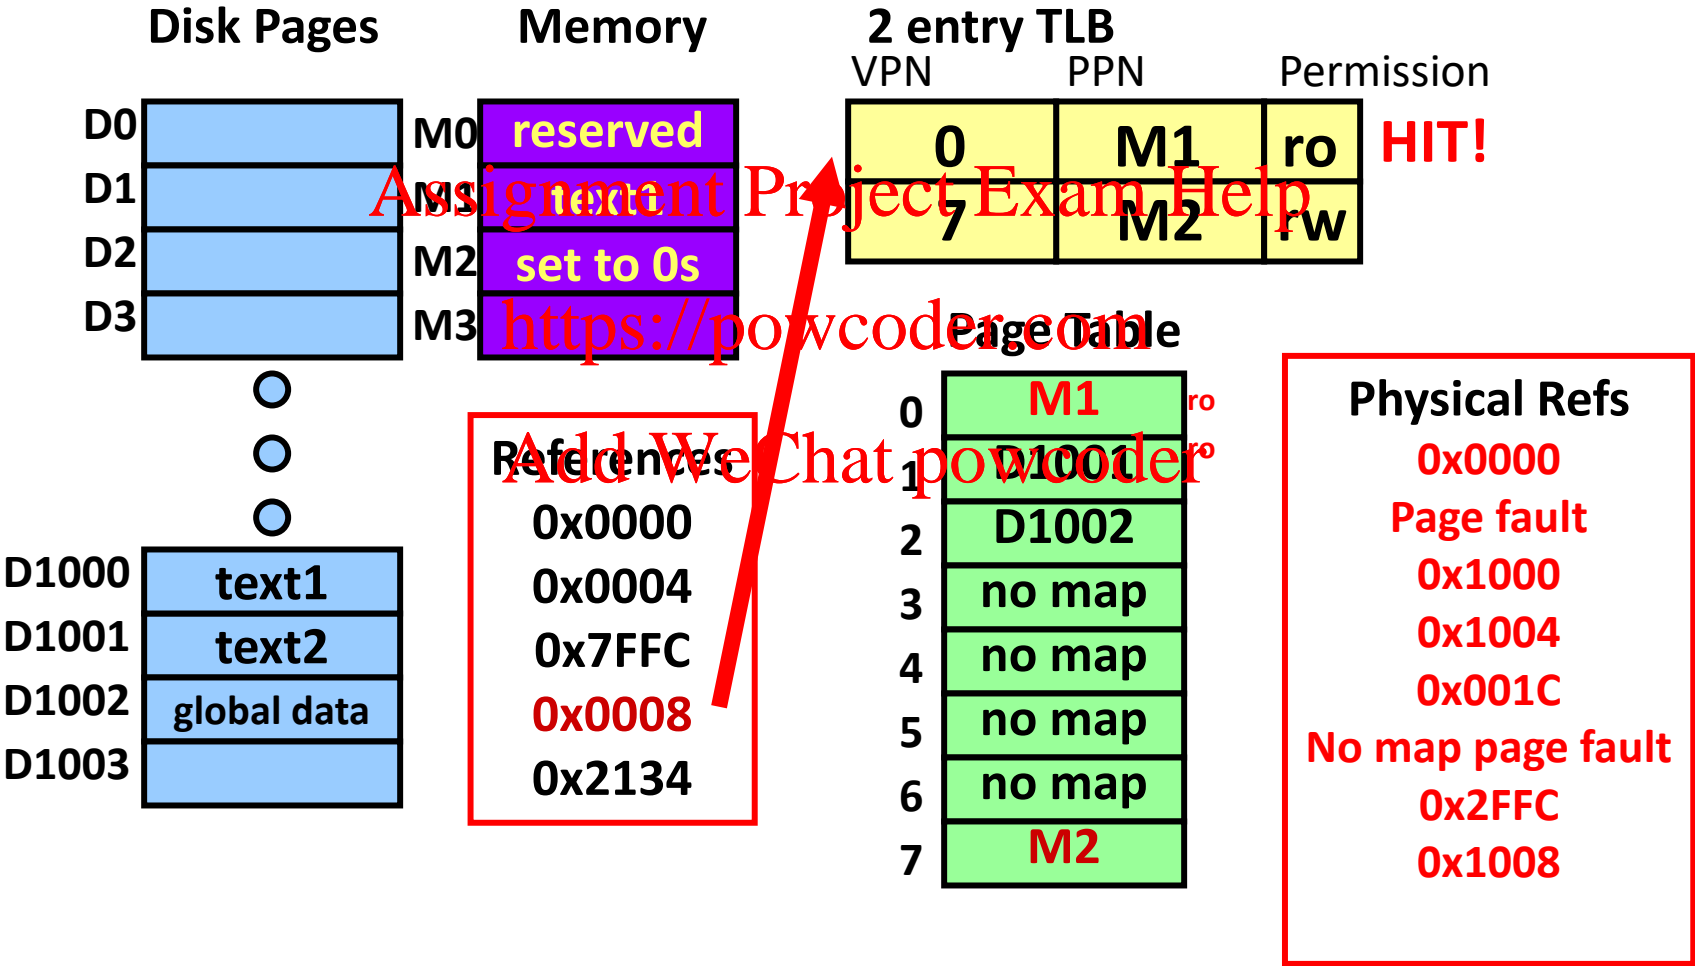 Disk Pages
Memory
2 entry TLB
VPN PPN Permission
D0
D1
D2
D3
M0 reserved
M1 text1
M2 set to 0s
M3
0 M1 ro HIT!
7 M2 rw
Assignment Project Exam Help
https://powcoder.com
Add WeChat powcoder
D1000 text1
D1001 text2
D1002 global data
D1003
References
0x0000
0x0004
0x7FFC
0x0008
0x2134
Page Table
0 M1 ro
1 D1001 ro
2 D1002
3 no map
4 no map
5 no map
6 no map
7 M2
Physical Refs
0x0000
Page fault
0x1000
0x1004
0x001C
No map page fault
0x2FFC
0x1008